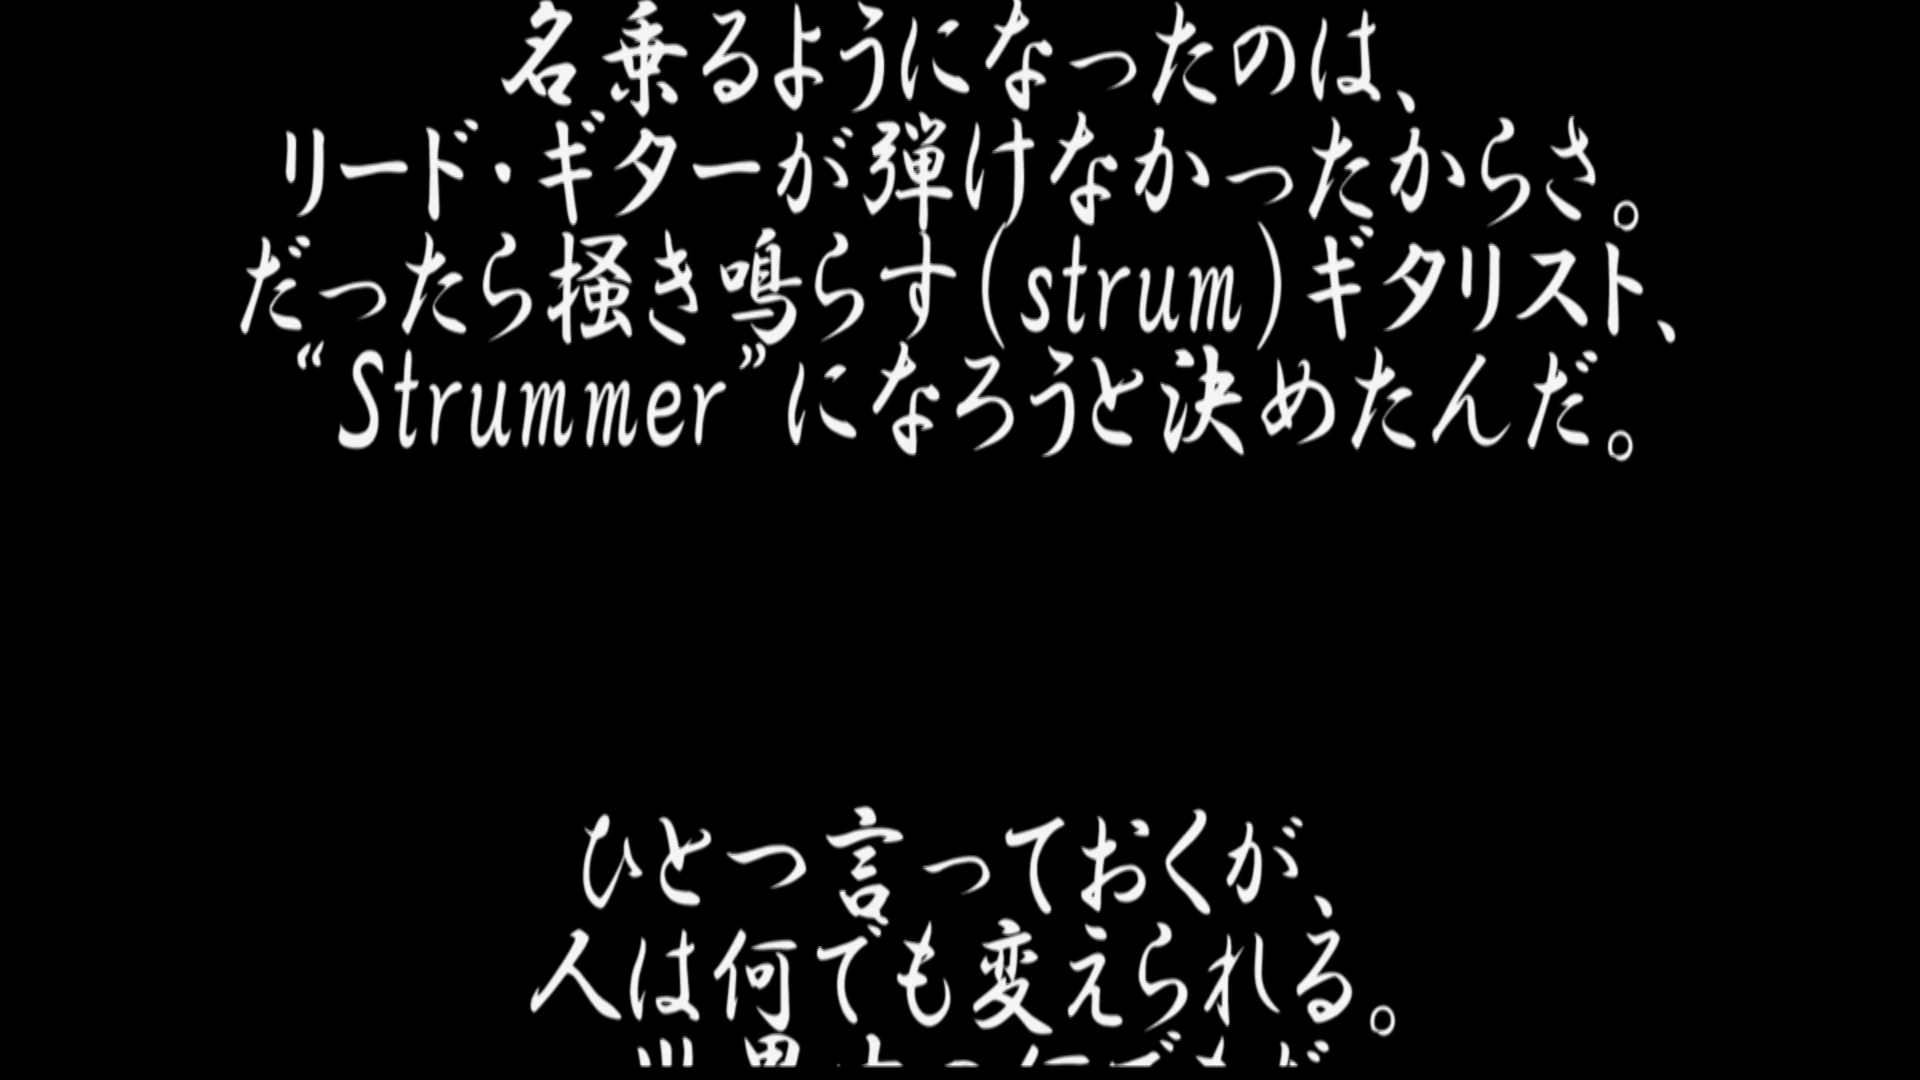 名乗るようになったのは、
リード・ギターが弾けなかったからさ。
だったら掻き鳴らす(strum)ギタリスト、
“Strummer”になろうと決めたんだ。
ひとつ言っておくが、
人は何でも変えられる。